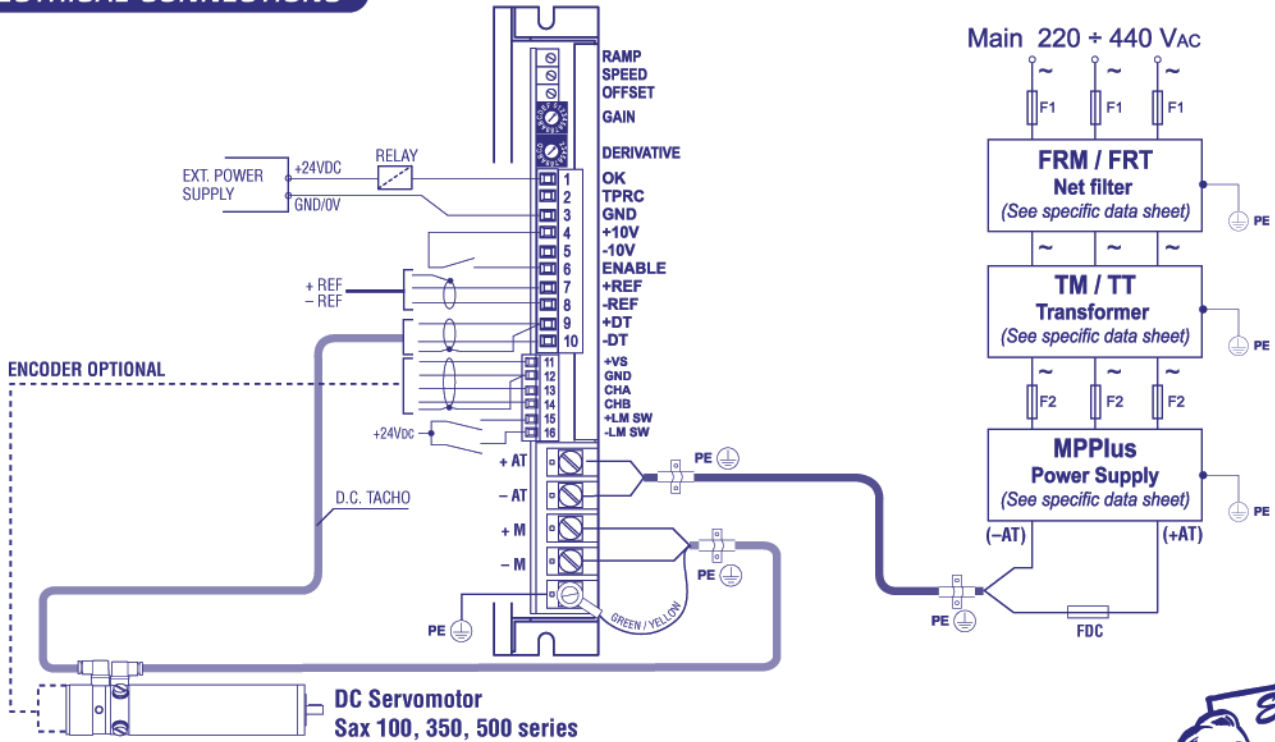 ELECTRICAL CONNECTIONS
RAMP
SPEED
OFFSET
GAIN
DERIVATIVE
EXT. POWER
SUPPLY
+24VDC
GND/0V
RELAY
1 OK
2 TPRC
3 GND
4 +10V
5 -10V
6 ENABLE
7 +REF
8 -REF
9 +DT
10 -DT
+ REF
– REF
11 +VS
12 GND
13 CHA
14 CHB
15 +LM SW
16 -LM SW
ENCODER OPTIONAL
+24VDC
D.C. TACHO
+ AT
– AT
+ M
– M
PE
GREEN / YELLOW
PE
PE
PE
DC Servomotor
Sax 100, 350, 500 series
Main 220 ÷ 440 VAC
~ ~ ~
F1 F1 F1
FRM / FRT
Net filter
(See specific data sheet)
PE
~ ~ ~
TM / TT
Transformer
(See specific data sheet)
PE
~ ~ ~
F2 F2 F2
MPPlus
Power Supply
(See specific data sheet)
PE
(–AT) (+AT)
FDC